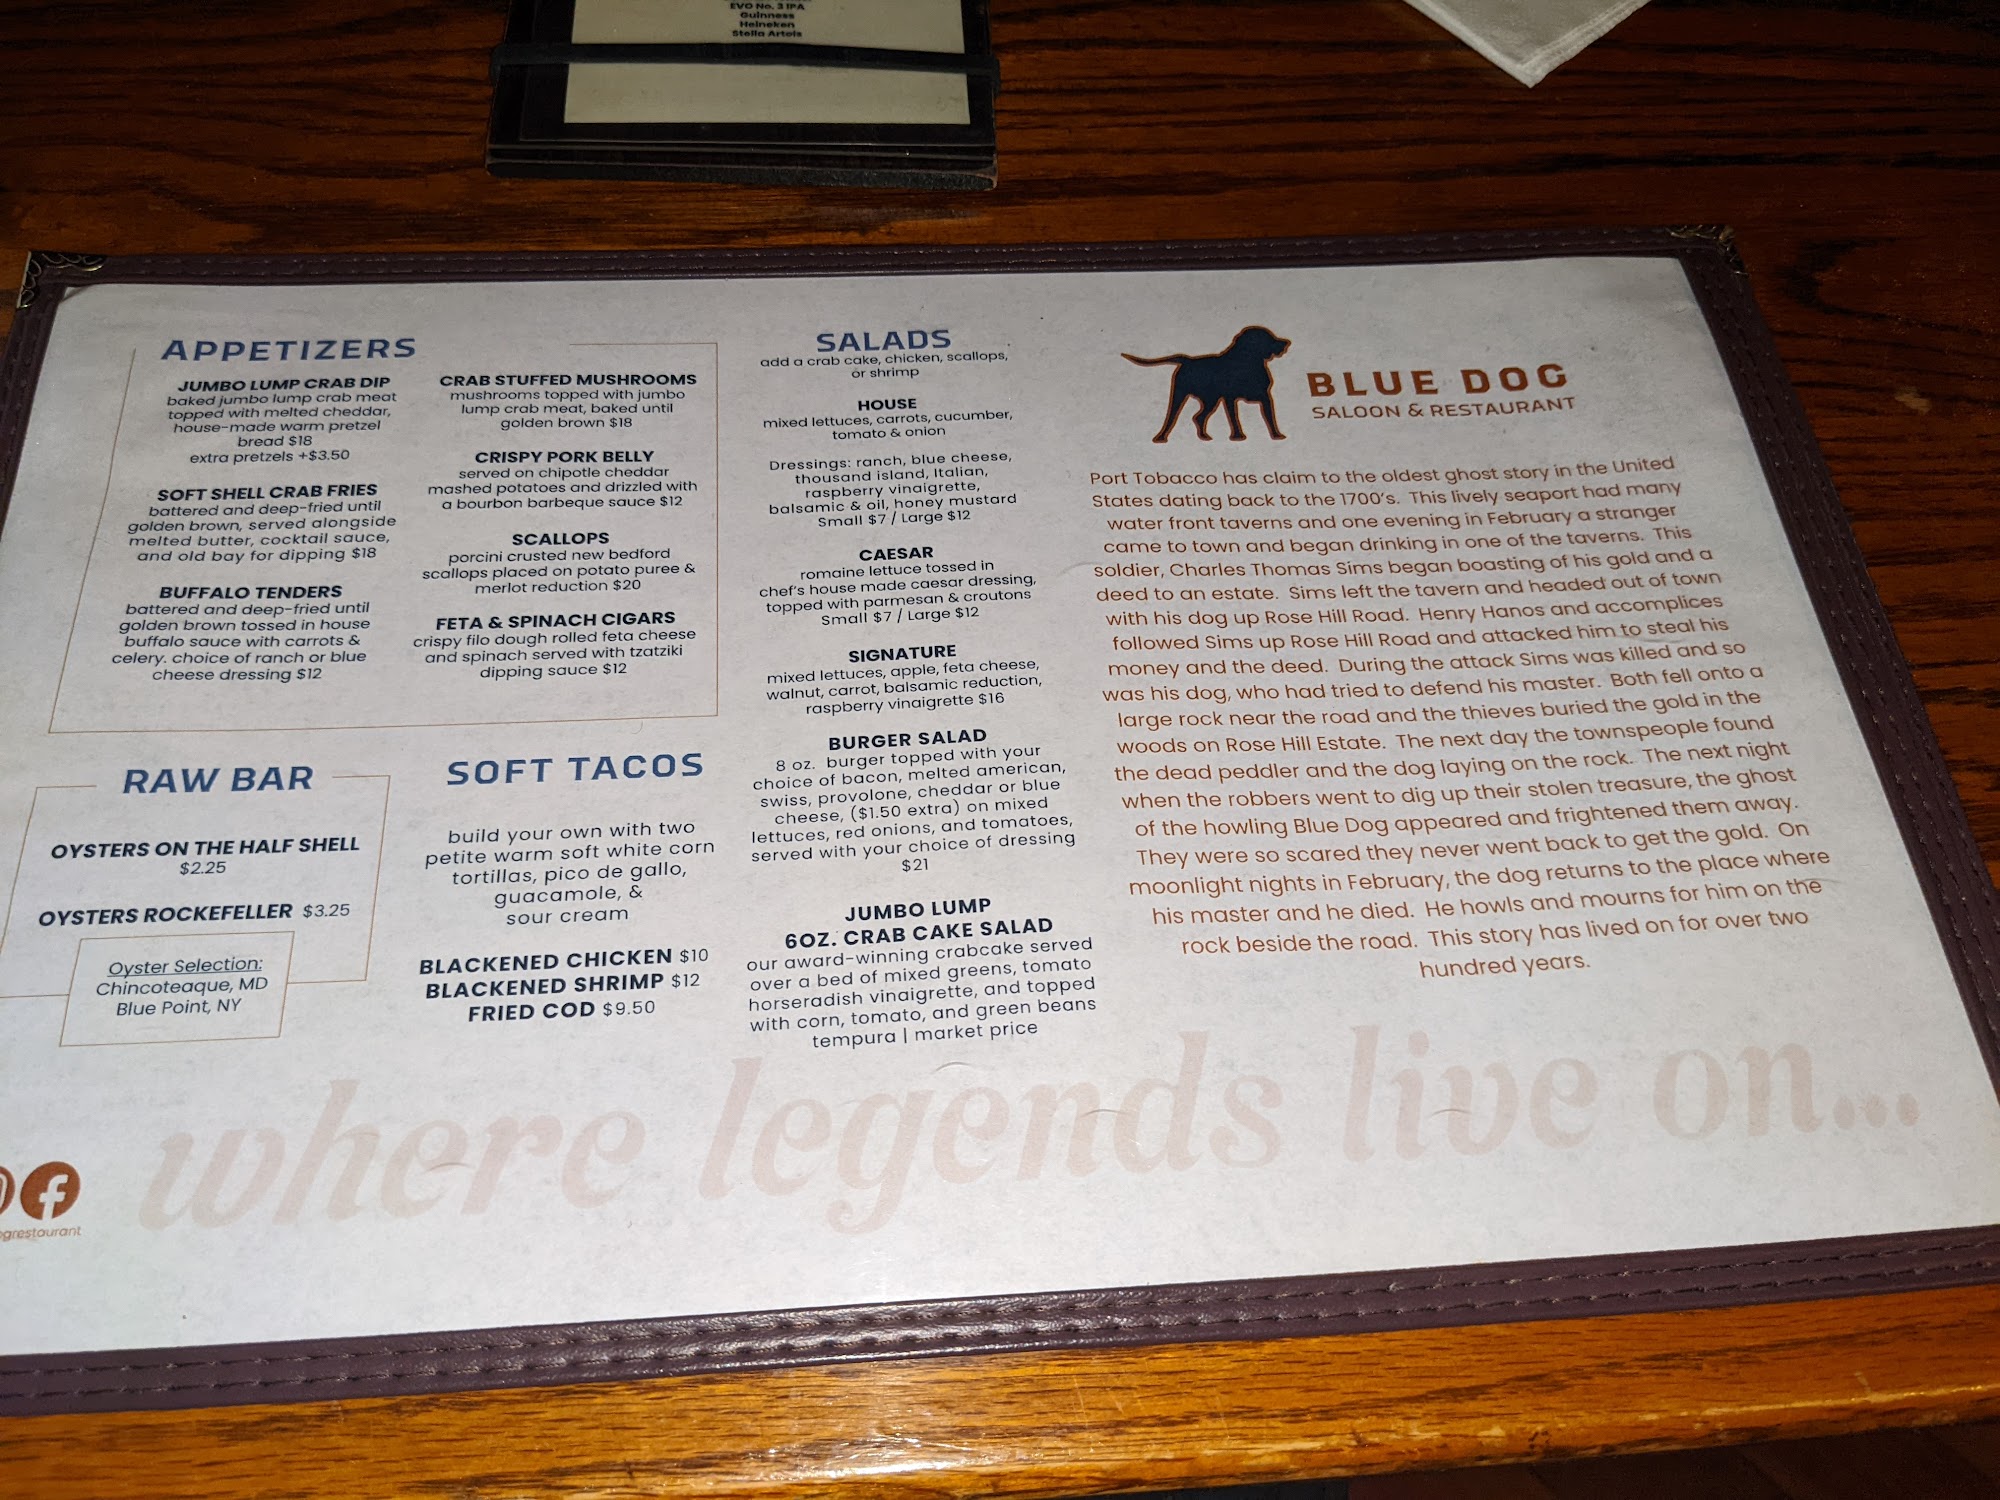 EVO No. 3 IPA
Guinness
Heineken
Stella Artois
APPETIZERS
JUMBO LUMP CRAB DIP
baked jumbo lump crab meat
topped with melted cheddar,
house-made warm pretzel
bread $18
extra pretzels +$3.50
SOFT SHELL CRAB FRIES
battered and deep-fried until
golden brown, served alongside
melted butter, cocktail sauce,
and old bay for dipping $18
BUFFALO TENDERS
battered and deep-fried until
golden brown tossed in house
buffalo sauce with carrots &
celery. choice of ranch or blue
cheese dressing $12
CRAB STUFFED MUSHROOMS
mushrooms topped with jumbo
lump crab meat, baked until
golden brown $18
CRISPY PORK BELLY
served on chipotle cheddar
mashed potatoes and drizzled with
a bourbon barbeque sauce $12
SCALLOPS
porcini crusted new bedford
scallops placed on potato puree &
merlot reduction $20
FETA & SPINACH CIGARS
crispy filo dough rolled feta cheese
and spinach served with tzatziki
dipping sauce $12
RAW BAR
OYSTERS ON THE HALF SHELL
$2.25
OYSTERS ROCKEFELLER $3.25
Oyster Selection:
Chincoteaque, MD
Blue Point, NY
SOFT TACOS
build your own with two
petite warm soft white corn
tortillas, pico de gallo,
guacamole, &
sour cream
BLACKENED CHICKEN $10
BLACKENED SHRIMP $12
FRIED COD $9.50
SALADS
add a crab cake, chicken, scallops,
or shrimp
HOUSE
mixed lettuces, carrots, cucumber,
tomato & onion
Dressings: ranch, blue cheese,
thousand island, Italian,
raspberry vinaigrette,
balsamic & oil, honey mustard
Small $7 / Large $12
CAESAR
romaine lettuce tossed in
chef's house made caesar dressing,
topped with parmesan & croutons
Small $7 / Large $12
SIGNATURE
mixed lettuces, apple, feta cheese,
walnut, carrot, balsamic reduction,
raspberry vinaigrette $16
BURGER SALAD
8 oz. burger topped with your
choice of bacon, melted american,
swiss, provolone, cheddar or blue
cheese, ($1.50 extra) on mixed
lettuces, red onions, and tomatoes,
served with your choice of dressing
$21
JUMBO LUMP
6OZ. CRAB CAKE SALAD
our award-winning crabcake served
over a bed of mixed greens, tomato
horseradish vinaigrette, and topped
with corn, tomato, and green beans
tempura | market price
BLUE DOG
SALOON & RESTAURANT
Port Tobacco has claim to the oldest ghost story in the United
States dating back to the 1700's. This lively seaport had many
water front taverns and one evening in February a stranger
came to town and began drinking in one of the taverns. This
soldier, Charles Thomas Sims began boasting of his gold and a
deed to an estate. Sims left the tavern and headed out of town
with his dog up Rose Hill Road. Henry Hanos and accomplices
followed Sims up Rose Hill Road and attacked him to steal his
money and the deed. During the attack Sims was killed and so
was his dog, who had tried to defend his master. Both fell onto a
large rock near the road and the thieves buried the gold in the
woods on Rose Hill Estate. The next day the townspeople found
the dead peddler and the dog laying on the rock. The next night
when the robbers went to dig up their stolen treasure, the ghost
of the howling Blue Dog appeared and frightened them away.
They were so scared they never went back to get the gold. On
moonlight nights in February, the dog returns to the place where
his master and he died. He howls and mourns for him on the
rock beside the road. This story has lived on for over two
hundred years.
where legends live on...
ogrestaurant